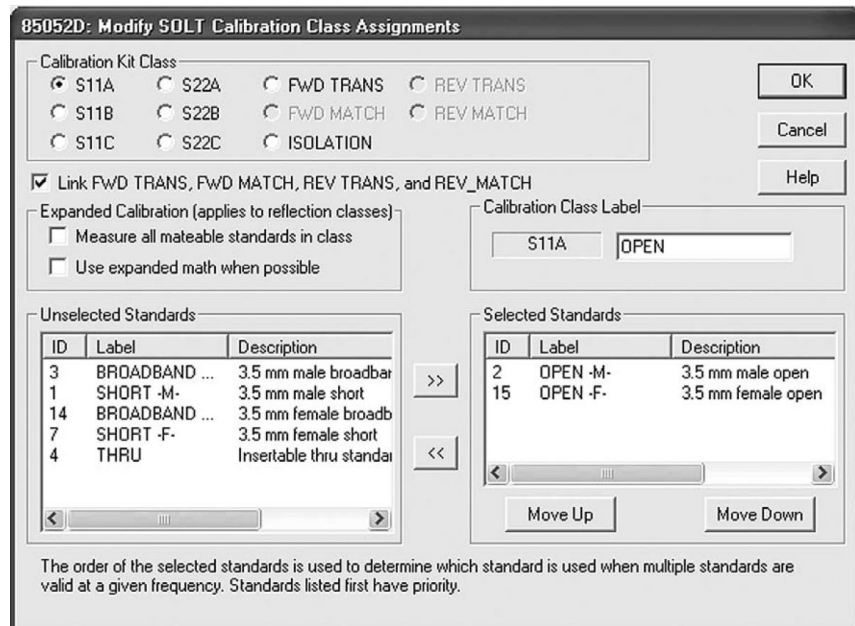 85052D: Modify SOLT Calibration Class Assignments
Calibration Kit Class
S11A S22A FWD TRANS REV TRANS
S11B S22B FWD MATCH REV MATCH
S11C S22C ISOLATION
OK
Cancel
Help
Link FWD TRANS, FWD MATCH, REV TRANS, and REV_MATCH
Expanded Calibration (applies to reflection classes)
Measure all mateable standards in class
Use expanded math when possible
Calibration Class Label
S11A OPEN
Unselected Standards
ID Label Description
3 BROADBAND ... 3.5 mm male broadbar
1 SHORT -M- 3.5 mm male short
14 BROADBAND ... 3.5 mm female broadb
7 SHORT -F- 3.5 mm female short
4 THRU Insertable thru standar
>>
<<
Selected Standards
ID Label Description
2 OPEN -M- 3.5 mm male open
15 OPEN -F- 3.5 mm female open
Move Up Move Down
The order of the selected standards is used to determine which standard is used when multiple standards are
valid at a given frequency. Standards listed first have priority.